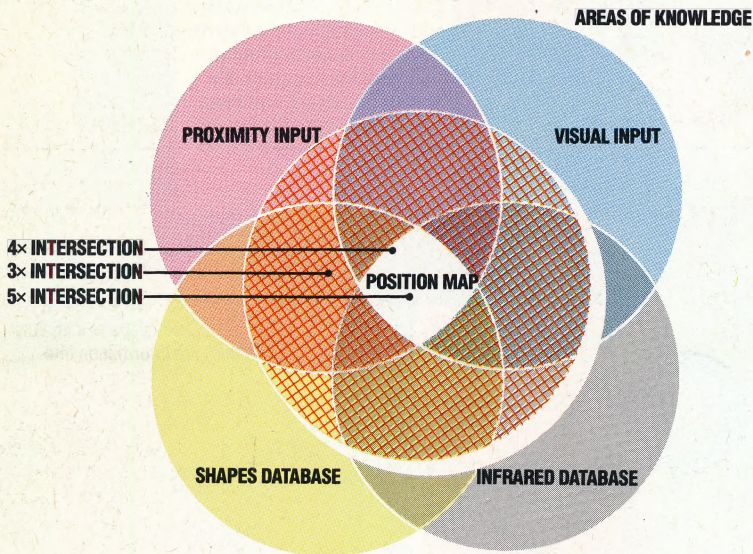 AREAS OF KNOWLEDGE
PROXIMITY INPUT
VISUAL INPUT
4× INTERSECTION
3× INTERSECTION
5× INTERSECTION
POSITION MAP
SHAPES DATABASE
INFRARED DATABASE